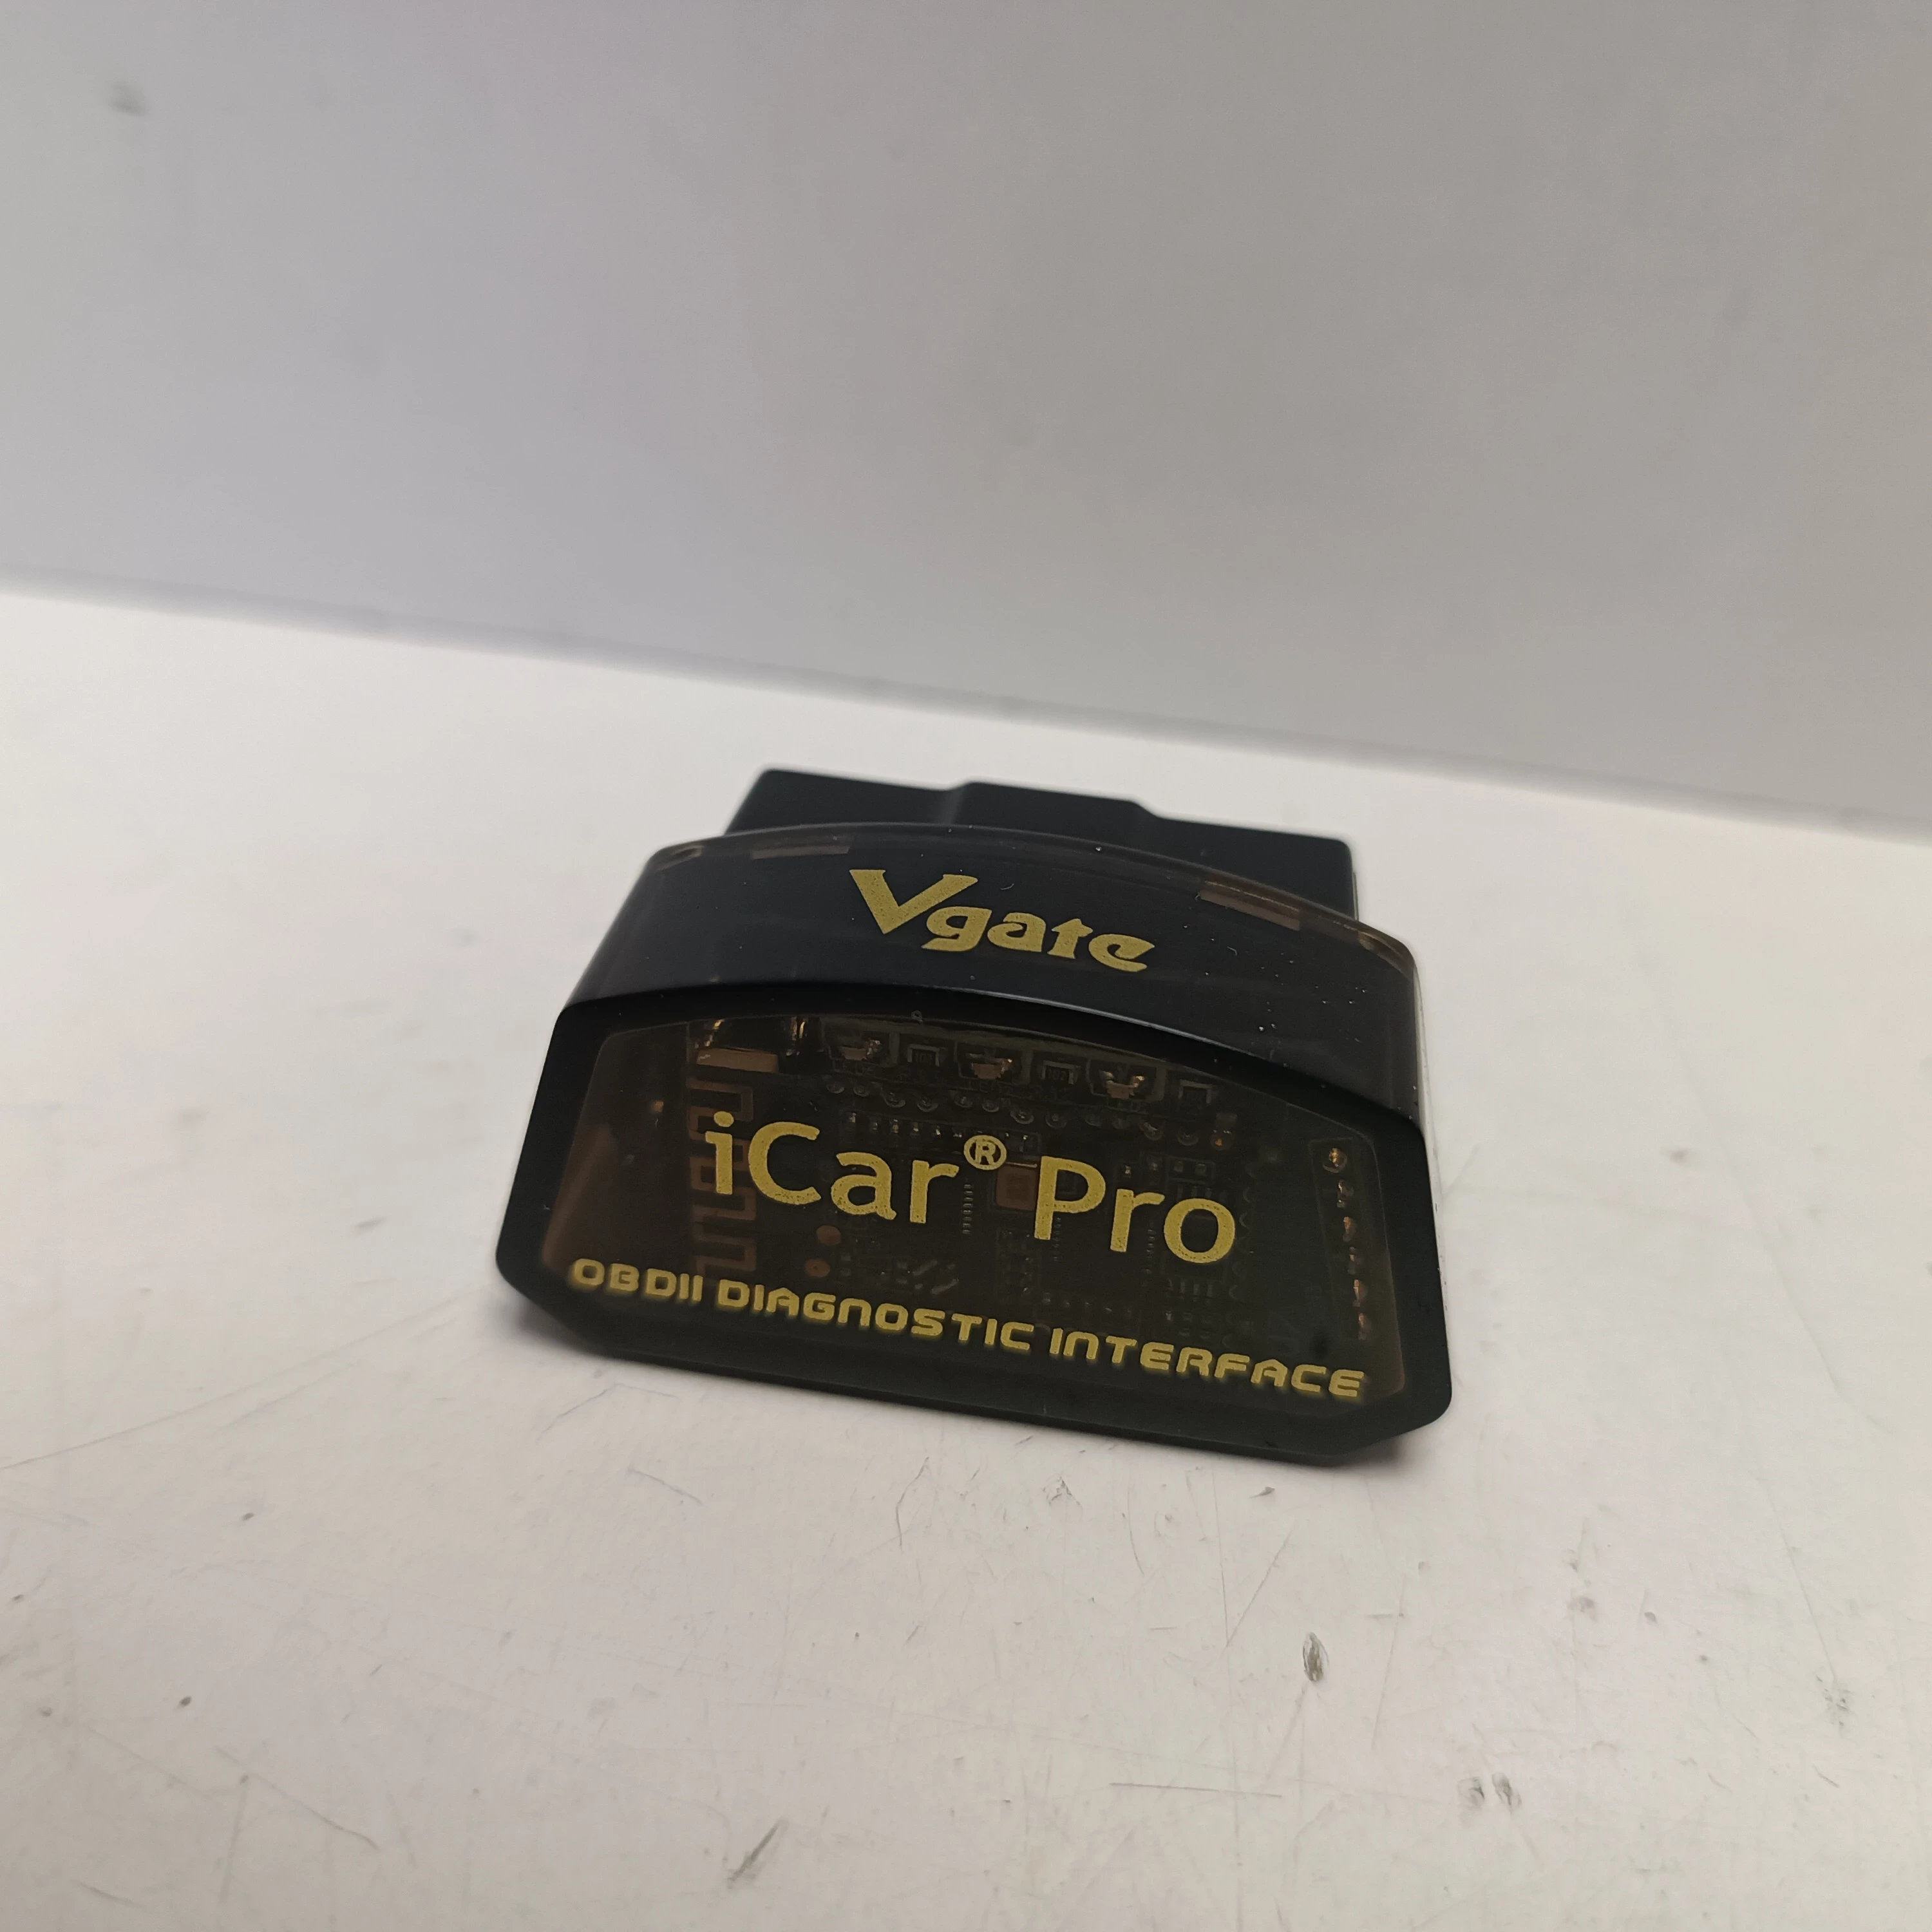 Vgate
iCar® Pro
OBDII DIAGNOSTIC INTERFACE